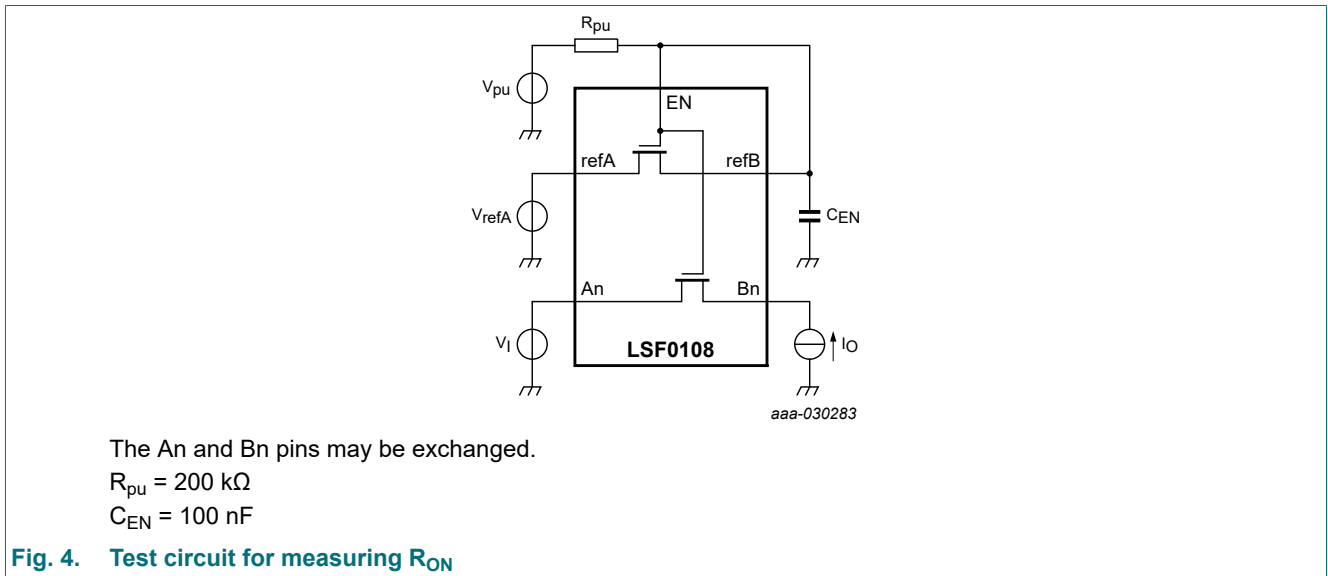 Rpu
Vpu
EN
refA
refB
VrefA
CEN
An
Bn
VI
IO
LSF0108
aaa-030283
The An and Bn pins may be exchanged.
Rpu = 200 kΩ
CEN = 100 nF
Fig. 4. Test circuit for measuring RON